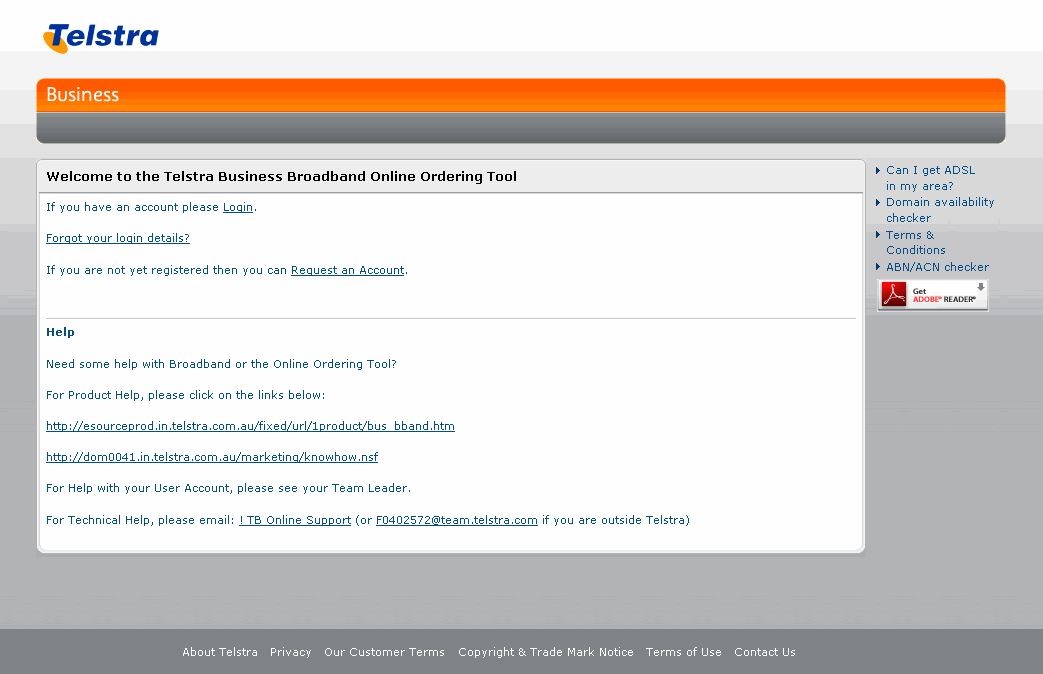 Telstra
Business
Welcome to the Telstra Business Broadband Online Ordering Tool
If you have an account please Login.
Forgot your login details?
If you are not yet registered then you can Request an Account.
Help
Need some help with Broadband or the Online Ordering Tool?
For Product Help, please click on the links below:
http://esourceprod.in.telstra.com.au/fixed/url/1product/bus_bband.htm
http://dom0041.in.telstra.com.au/marketing/knowhow.nsf
For Help with your User Account, please see your Team Leader.
For Technical Help, please email: ! TB Online Support (or F0402572@team.telstra.com if you are outside Telstra)
Can I get ADSL
in my area?
Domain availability
checker
Terms &
Conditions
ABN/ACN checker
Get
ADOBE® READER®
About Telstra Privacy Our Customer Terms Copyright & Trade Mark Notice Terms of Use Contact Us